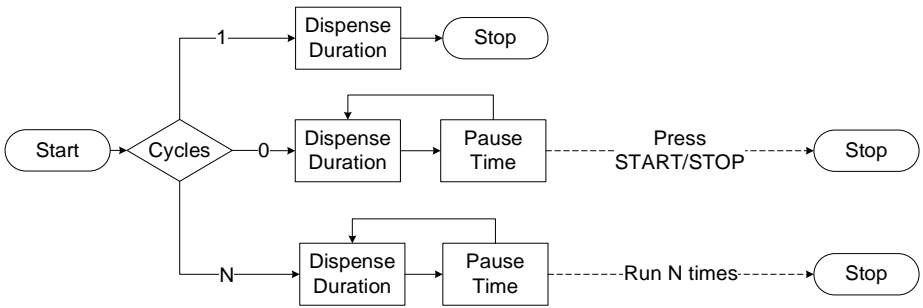 1
Dispense
Duration
Stop
Start
Cycles
0
Dispense
Duration
Pause
Time
Press
START/STOP
Stop
N
Dispense
Duration
Pause
Time
Run N times
Stop